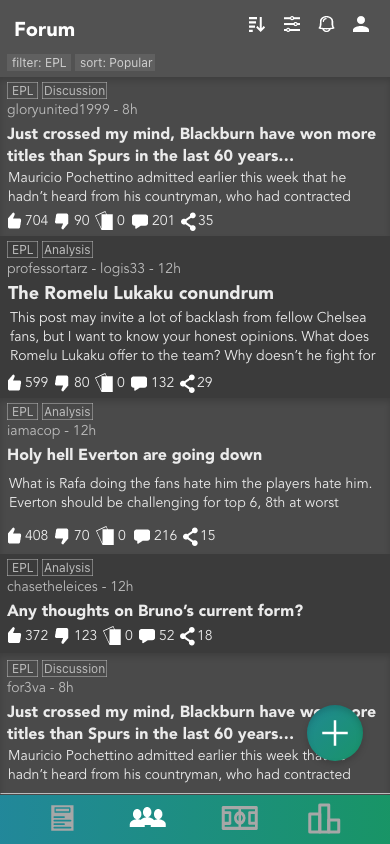 Forum
filter: EPL sort: Popular
EPL Discussion
gloryunited1999 - 8h
Just crossed my mind, Blackburn have won more
titles than Spurs in the last 60 years...
Mauricio Pochettino admitted earlier this week that he
hadn't heard from his countryman, who had contracted
704 90 0 201 35
EPL Analysis
professortarz - logis33 - 12h
The Romelu Lukaku conundrum
This post may invite a lot of backlash from fellow Chelsea
fans, but I want to know your honest opinions. What does
Romelu Lukaku offer to the team? Why doesn't he fight for
599 80 0 132 29
EPL Analysis
iamacop - 12h
Holy hell Everton are going down
What is Rafa doing the fans hate him the players hate him.
Everton should be challenging for top 6, 8th at worst
408 70 0 216 15
EPL Analysis
chasetheleices - 12h
Any thoughts on Bruno's current form?
372 123 0 52 18
EPL Discussion
for3va - 8h
Just crossed my mind, Blackburn have won more
titles than Spurs in the last 60 years...
Mauricio Pochettino admitted earlier this week that he
hadn't heard from his countryman, who had contracted